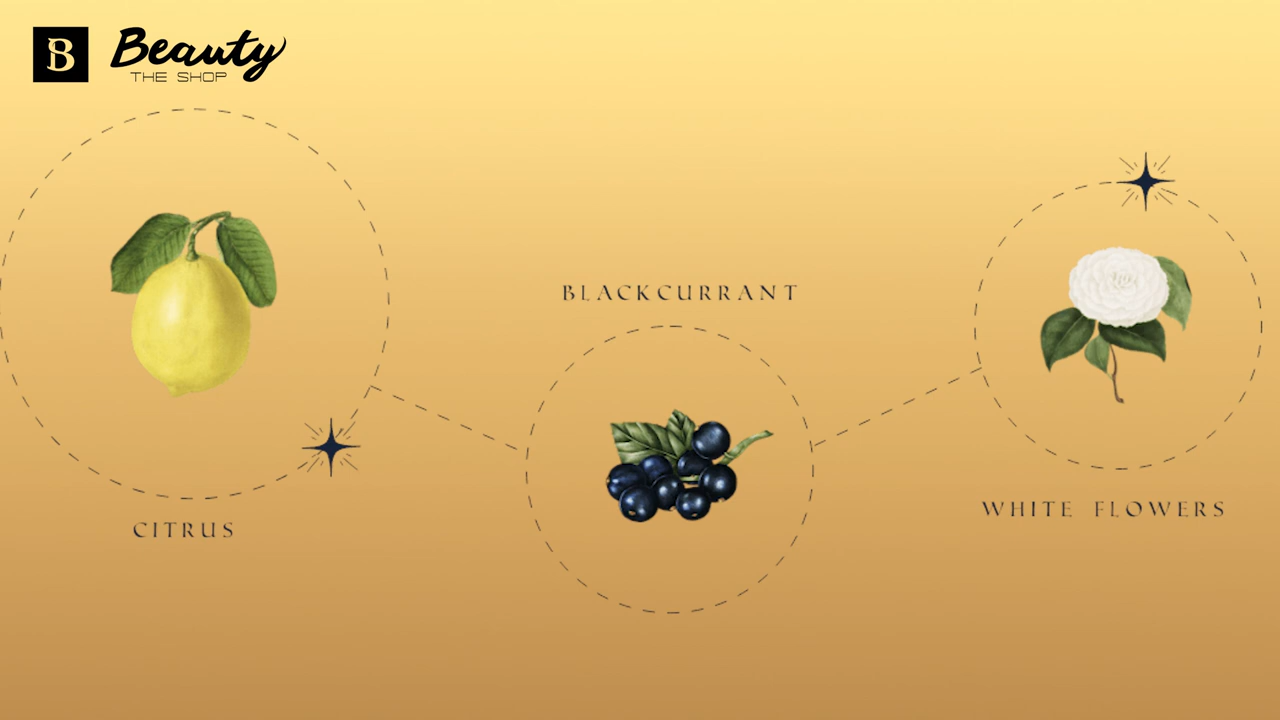 B
Beauty
THE SHOP
BLACKCURRANT
CITRUS
WHITE FLOWERS